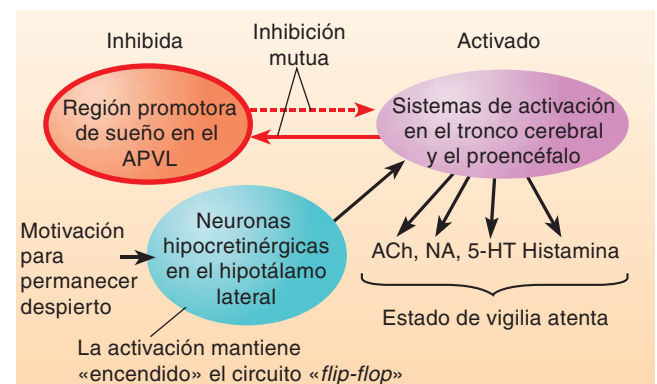 Inhibida
Inhibición
mutua
Activado
Región promotora
de sueño en el
APVL
Sistemas de activación
en el tronco cerebral
y el proencéfalo
Motivación
para
permanecer
despierto
Neuronas
hipocretinérgicas
en el hipotálamo
lateral
ACh, NA, 5-HT Histamina
Estado de vigilia atenta
La activación mantiene
«encendido» el circuito «flip-flop»